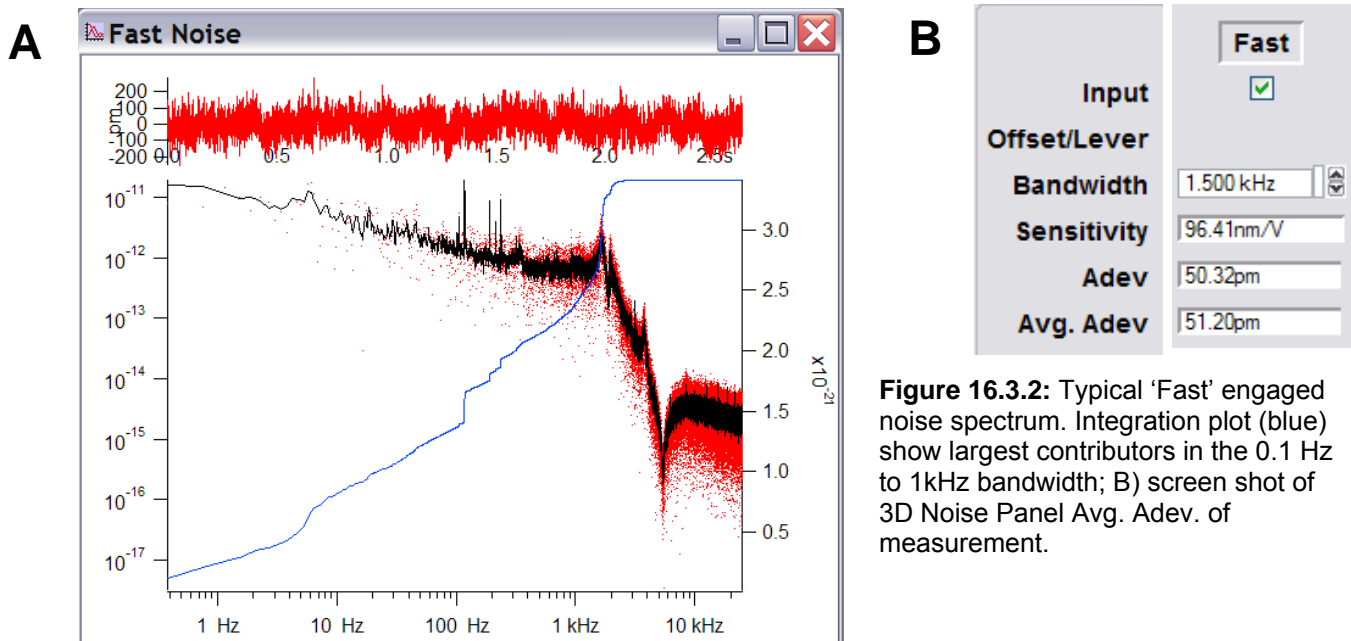 A
Fast Noise
200
100
0
-100
-200
pm
0.0 0.5 1.0 1.5 2.0 2.5s
10-11
10-12
10-13
10-14
10-15
10-16
10-17
3.0
2.5
2.0
1.5
1.0
0.5
x10-21
1 Hz 10 Hz 100 Hz 1 kHz 10 kHz
B
Fast
Input
Offset/Lever
Bandwidth 1.500 kHz
Sensitivity 96.41nm/V
Adev 50.32pm
Avg. Adev 51.20pm
Figure 16.3.2: Typical ‘Fast’ engaged
noise spectrum. Integration plot (blue)
show largest contributors in the 0.1 Hz
to 1kHz bandwidth; B) screen shot of
3D Noise Panel Avg. Adev. of
measurement.